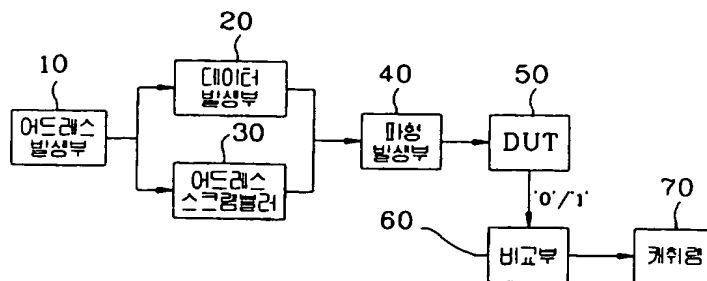 10
어드레스
발생부
20
데이터
발생부
30
어드레스
스크램블러
40
파형
발생부
50
DUT
'0'/'1'
60
비교부
70
캐취램